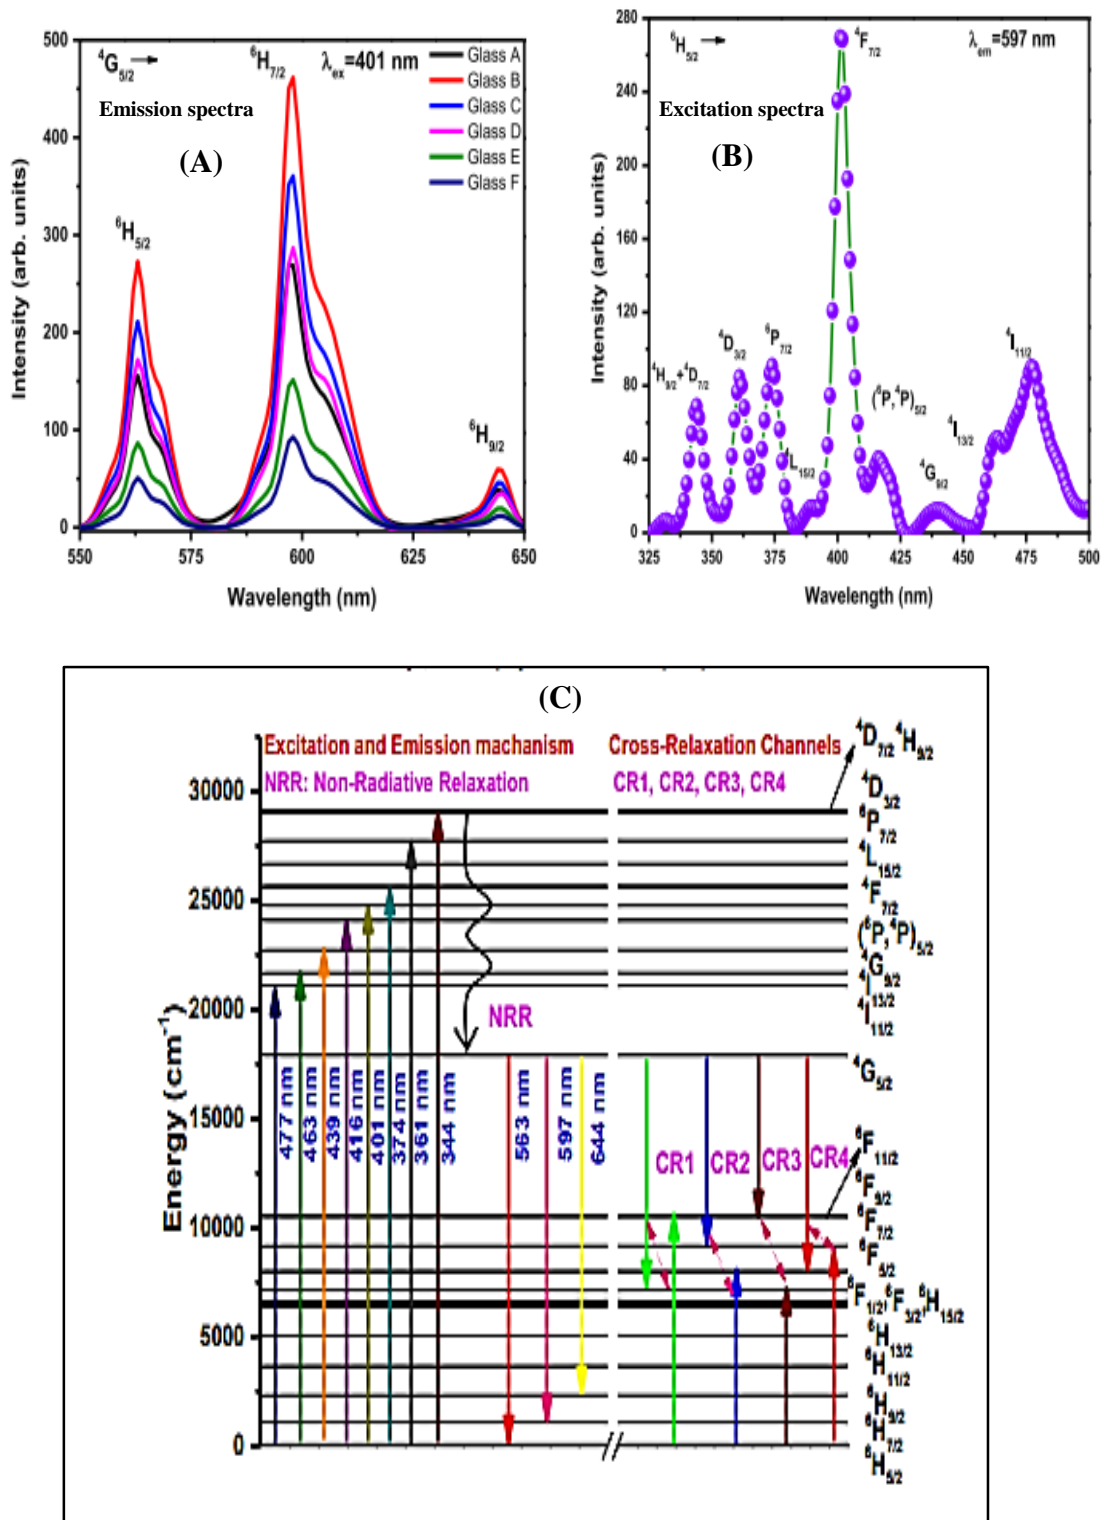 ⁴G₅/₂ →
⁶H₇/₂
λex=401 nm
Emission spectra
(A)
Glass A
Glass B
Glass C
Glass D
Glass E
Glass F
⁶H₅/₂
⁶H₉/₂
500
400
300
200
100
0
550
575
600
625
650
Intensity (arb. units)
Wavelength (nm)
⁶H₅/₂ →
⁴F₇/₂
λem=597 nm
Excitation spectra
(B)
⁴H₉/₂+⁴D₇/₂
⁴D₃/₂
⁶P₇/₂
⁴L₁₅/₂
(⁶P,⁴P)₅/₂
⁴G₉/₂
⁴I₁₃/₂
⁴I₁₁/₂
280
240
200
160
120
80
40
0
325
350
375
400
425
450
475
500
Intensity (arb. units)
Wavelength (nm)
(C)
Excitation and Emission machanism
NRR: Non-Radiative Relaxation
Cross-Relaxation Channels
CR1, CR2, CR3, CR4
30000
25000
20000
15000
10000
5000
0
Energy (cm⁻¹)
NRR
477 nm
463 nm
439 nm
416 nm
401 nm
374 nm
361 nm
344 nm
563 nm
597 nm
644 nm
CR1
CR2
CR3
CR4
⁴D₇/₂ ⁴H₉/₂
⁴D₃/₂
⁶P₇/₂
⁴L₁₅/₂
⁴F₇/₂
(⁶P,⁴P)₅/₂
⁴G₉/₂
⁴I₁₃/₂
⁴I₁₁/₂
⁴G₅/₂
⁶F₁₁/₂
⁶F₉/₂
⁶F₇/₂
⁶F₅/₂
⁶F₁/₂,⁶F₃/₂,⁶H₁₅/₂
⁶H₁₃/₂
⁶H₁₁/₂
⁶H₉/₂
⁶H₇/₂
⁶H₅/₂